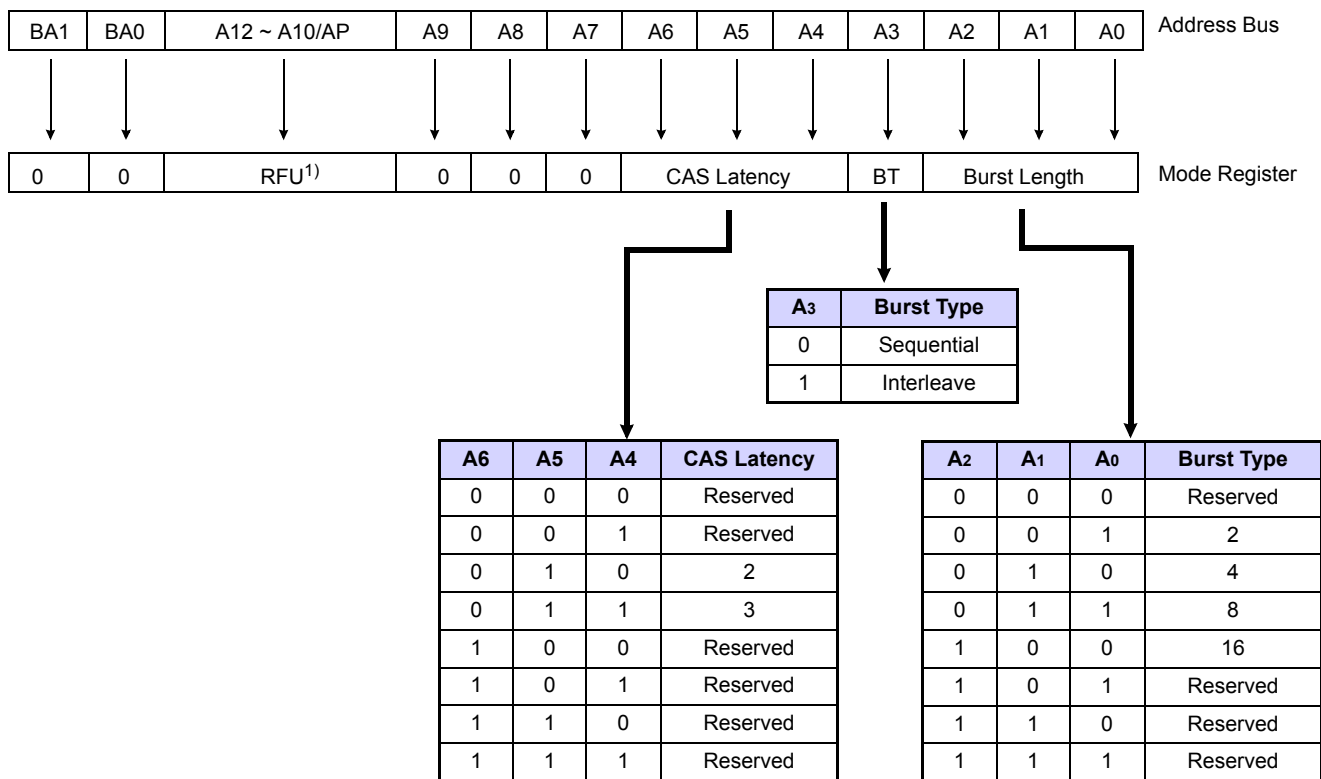 BA1 BA0 A12 ~ A10/AP A9 A8 A7 A6 A5 A4 A3 A2 A1 A0 Address Bus
0 0 RFU1) 0 0 0 CAS Latency BT Burst Length Mode Register
A3 Burst Type
0 Sequential
1 Interleave
A6 A5 A4 CAS Latency
0 0 0 Reserved
0 0 1 Reserved
0 1 0 2
0 1 1 3
1 0 0 Reserved
1 0 1 Reserved
1 1 0 Reserved
1 1 1 Reserved
A2 A1 A0 Burst Type
0 0 0 Reserved
0 0 1 2
0 1 0 4
0 1 1 8
1 0 0 16
1 0 1 Reserved
1 1 0 Reserved
1 1 1 Reserved